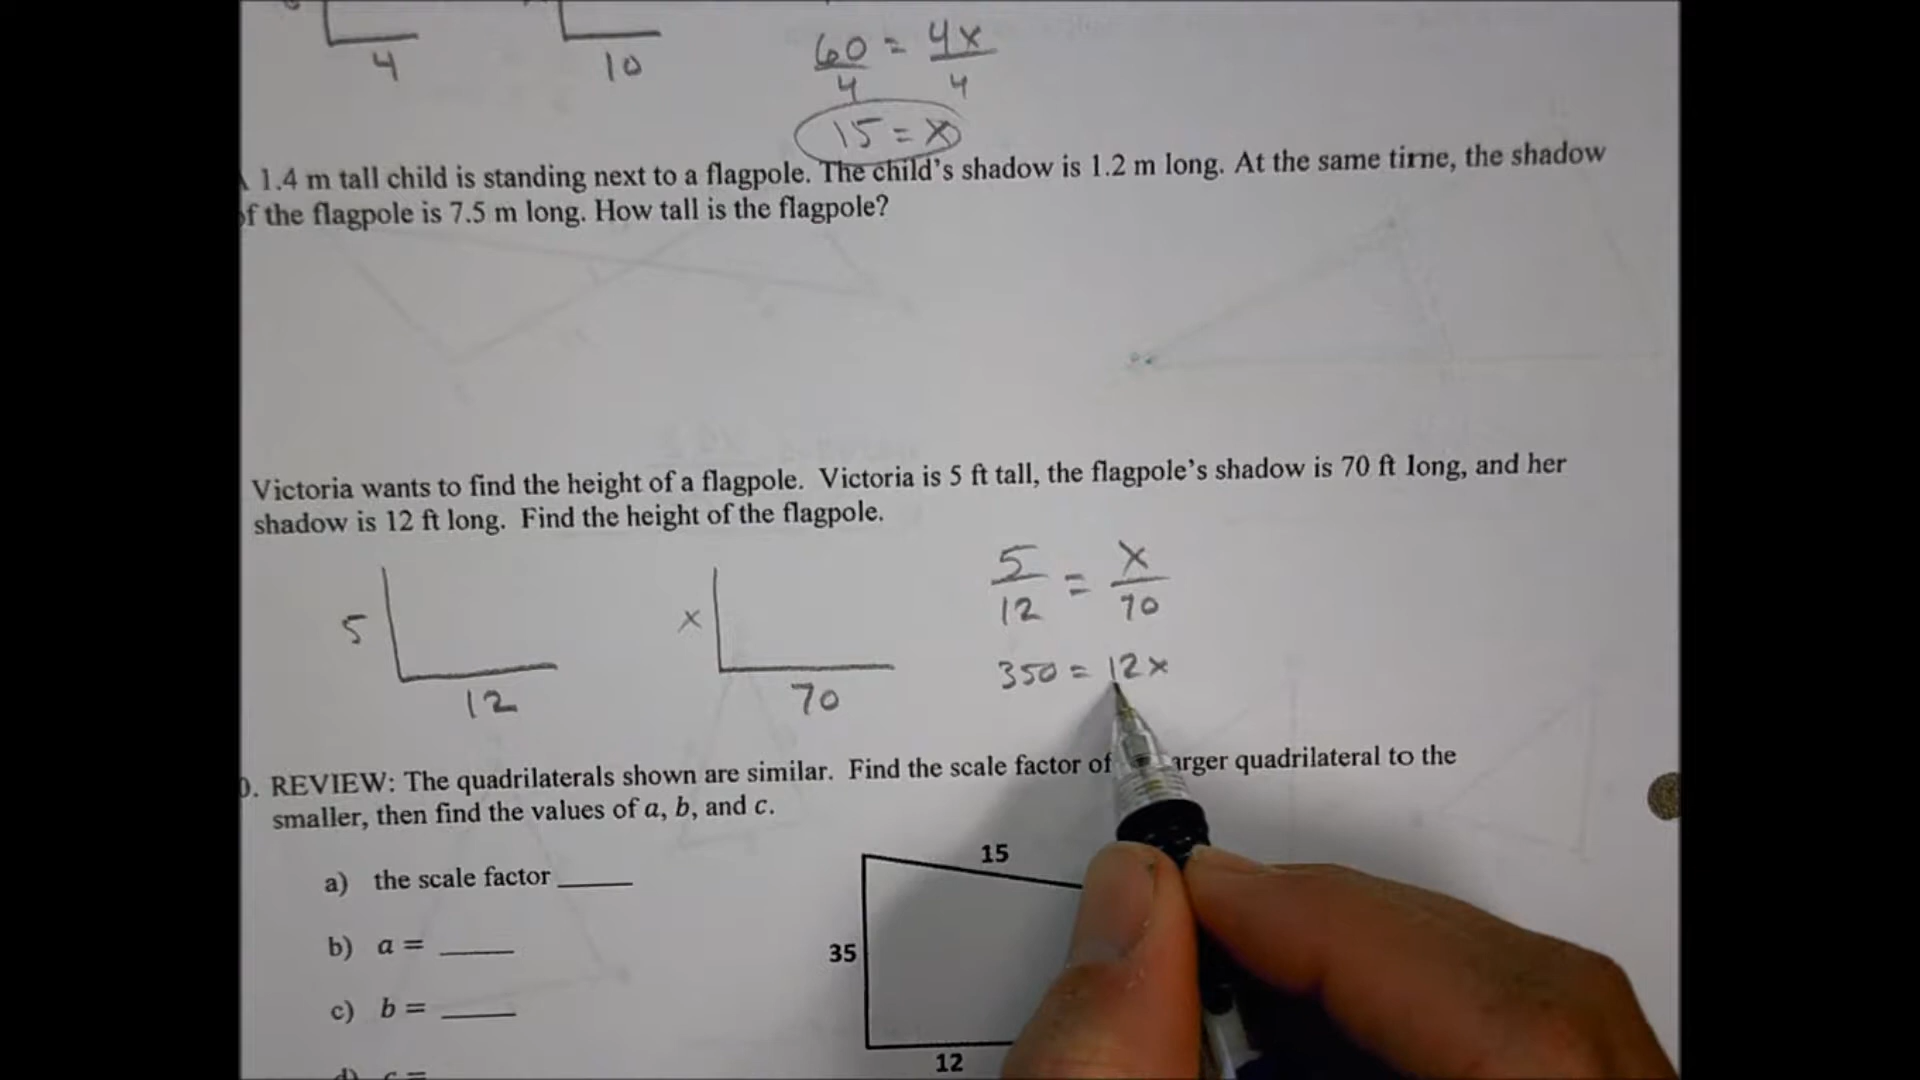 4
10
60 = 4x
4 4
15 = x
1.4 m tall child is standing next to a flagpole. The child's shadow is 1.2 m long. At the same time, the shadow
of the flagpole is 7.5 m long. How tall is the flagpole?
Victoria wants to find the height of a flagpole. Victoria is 5 ft tall, the flagpole's shadow is 70 ft long, and her
shadow is 12 ft long. Find the height of the flagpole.
5
12
x
70
5 = x
12 70
350 = 12x
REVIEW: The quadrilaterals shown are similar. Find the scale factor of larger quadrilateral to the
smaller, then find the values of a, b, and c.
a) the scale factor _____
b) a = _____
c) b = _____
15
35
12